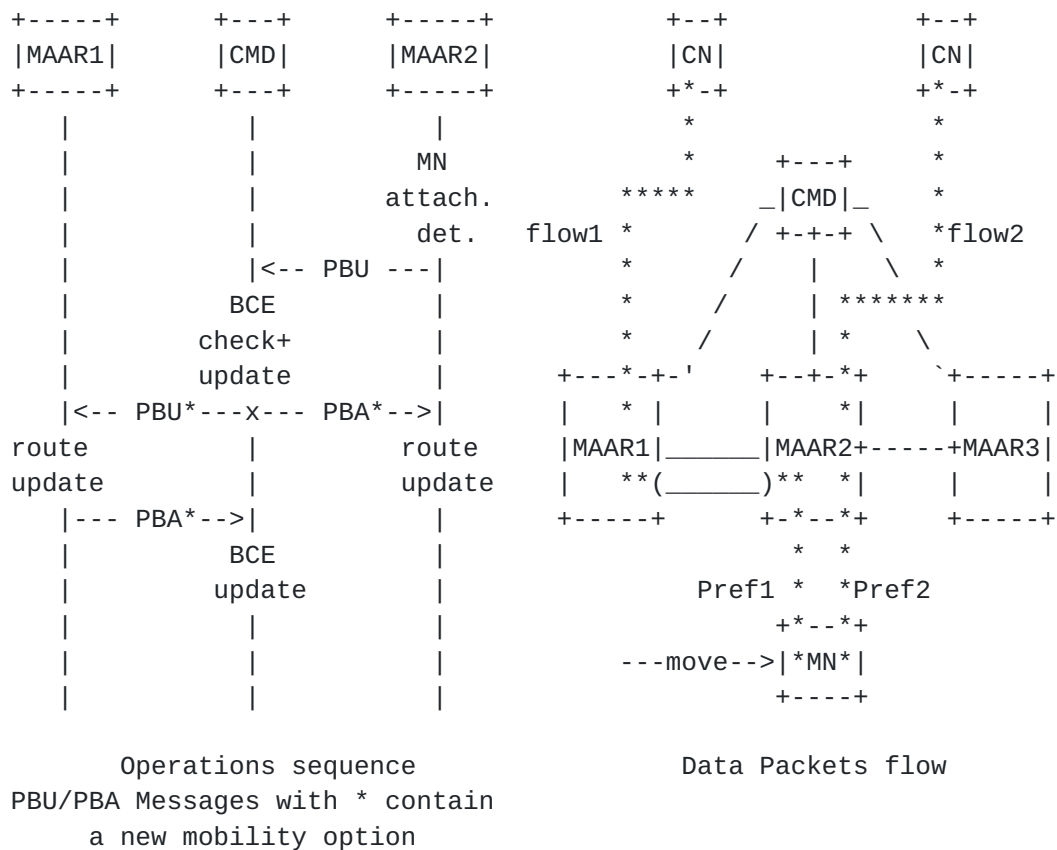 +-----+      +---+      +-----+           +--+            +--+
|MAAR1|      |CMD|      |MAAR2|           |CN|            |CN|
+-----+      +---+      +-----+           +*-+            +*-+
   |           |           |               *               *
   |           |          MN               *     +---+     *
   |           |        attach.        *****    _|CMD|_    *
   |           |          det.   flow1 *       / +-+-+ \   *flow2
   |           |<-- PBU ---|           *      /    |    \  *
   |          BCE          |           *     /     | *******
   |        check+         |           *    /      | *    \
   |        update         |       +---*-+-'    +--+-*+    `+-----+
   |<-- PBU*---x--- PBA*-->|       |   * |      |    *|     |     |
route          |         route     |MAAR1|______|MAAR2+-----+MAAR3|
update         |         update    |   **(______)**  *|     |     |
   |--- PBA*-->|           |       +-----+      +-*--*+     +-----+
   |          BCE          |                      *  *
   |         update        |                Pref1 *  *Pref2
   |           |           |                     +*--*+
   |           |           |           ---move-->|*MN*|
   |           |           |                     +----+

       Operations sequence                 Data Packets flow
PBU/PBA Messages with * contain
     a new mobility option